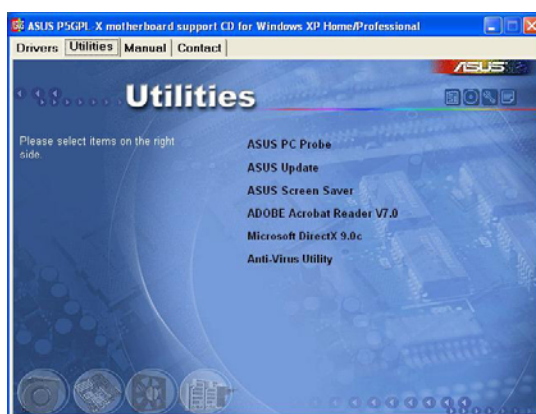 ASUS P5GPL-X motherboard support CD for Windows XP Home/Professional
Drivers Utilities Manual Contact
ASUS
Utilities
Please select items on the right
side.
ASUS PC Probe
ASUS Update
ASUS Screen Saver
ADOBE Acrobat Reader V7.0
Microsoft DirectX 9.0c
Anti-Virus Utility